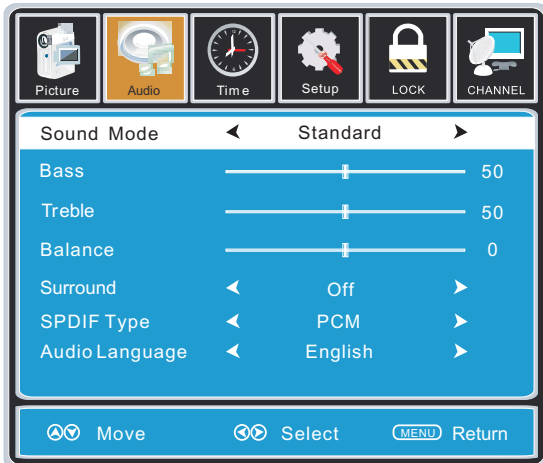 Picture Audio Time Setup LOCK CHANNEL
Sound Mode Standard
Bass 50
Treble 50
Balance 0
Surround Off
SPDIF Type PCM
Audio Language English
Move Select MENU Return